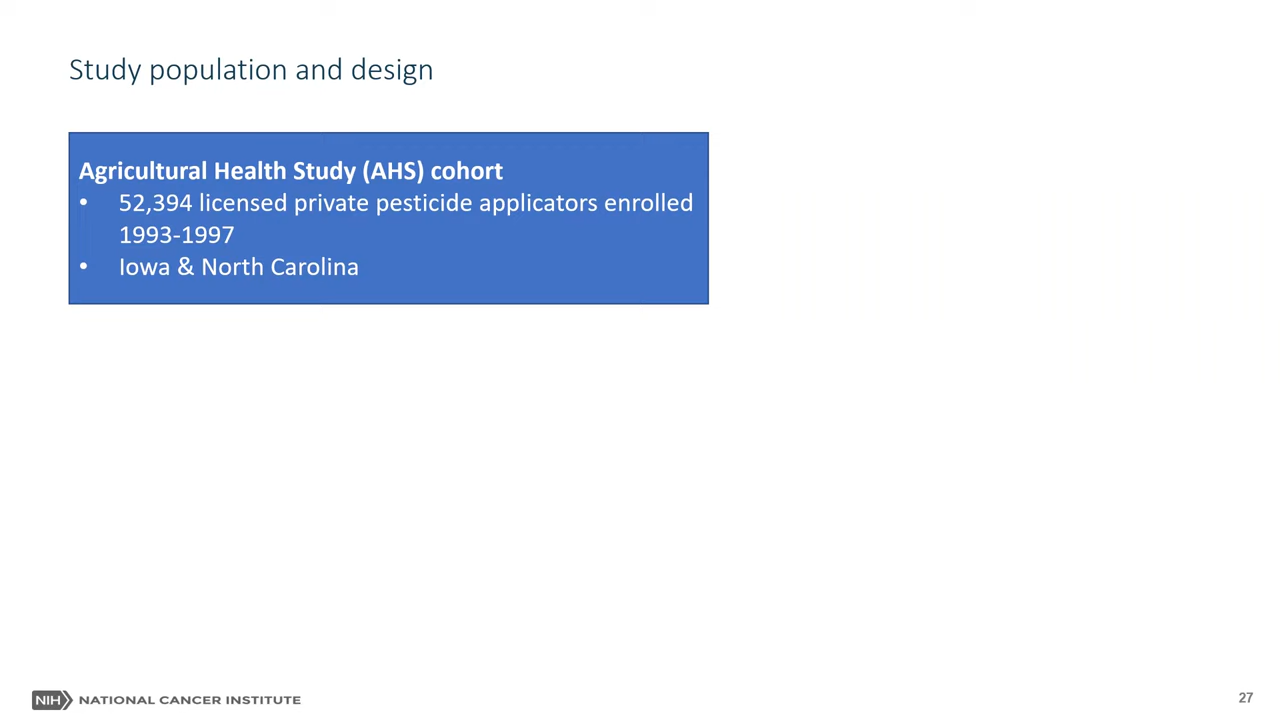 Study population and design
Agricultural Health Study (AHS) cohort
• 52,394 licensed private pesticide applicators enrolled
1993-1997
• Iowa & North Carolina
NIH NATIONAL CANCER INSTITUTE
27